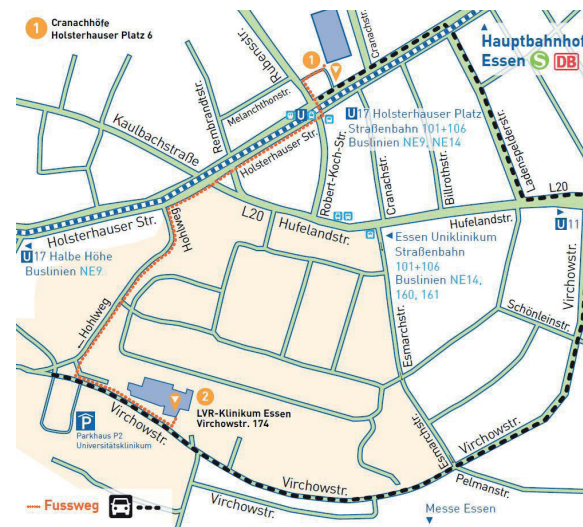 1
Cranachhöfe
Holsterhauser Platz 6
Rubensstr.
Cranachstr.
Hauptbahnhof
Essen S DB
1
Rembrandtstr.
Melanchthonstr.
Kaulbachstraße
U
U17 Holsterhauser Platz
Straßenbahn 101+106
Buslinien NE9, NE14
Holsterhauser Str.
Robert-Koch-Str.
Cranachstr.
Billrothstr.
Ladenspelderstr.
L20
L20
Hufelandstr.
Hufelandstr.
Holsterhauser Str.
Hohlweg
U17 Halbe Höhe
Buslinien NE9
Essen Uniklinikum
Straßenbahn
101+106
Buslinien NE14,
160, 161
U11
Virchowstr.
Schönleinstr.
Hohlweg
Esmarchstr.
2
LVR-Klinikum Essen
Virchowstr. 174
P
Parkhaus P2
Universitätsklinikum
Virchowstr.
Esmarchstr.
Virchowstr.
Virchowstr.
Pelmanstr.
Virchowstr.
Fussweg
Messe Essen